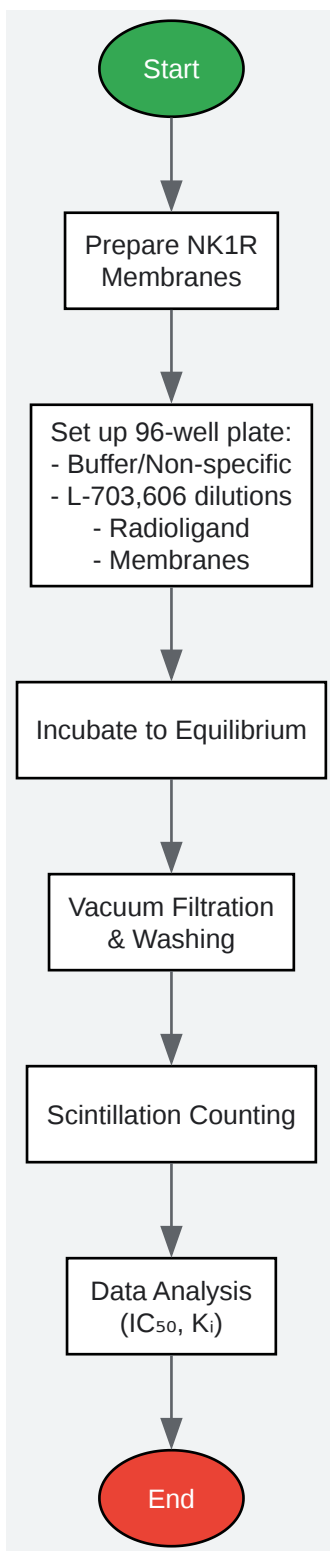 Start
Prepare NK1R
Membranes
Set up 96-well plate:
- Buffer/Non-specific
- L-703,606 dilutions
- Radioligand
- Membranes
Incubate to Equilibrium
Vacuum Filtration
& Washing
Scintillation Counting
Data Analysis
(IC₅₀, Kᵢ)
End